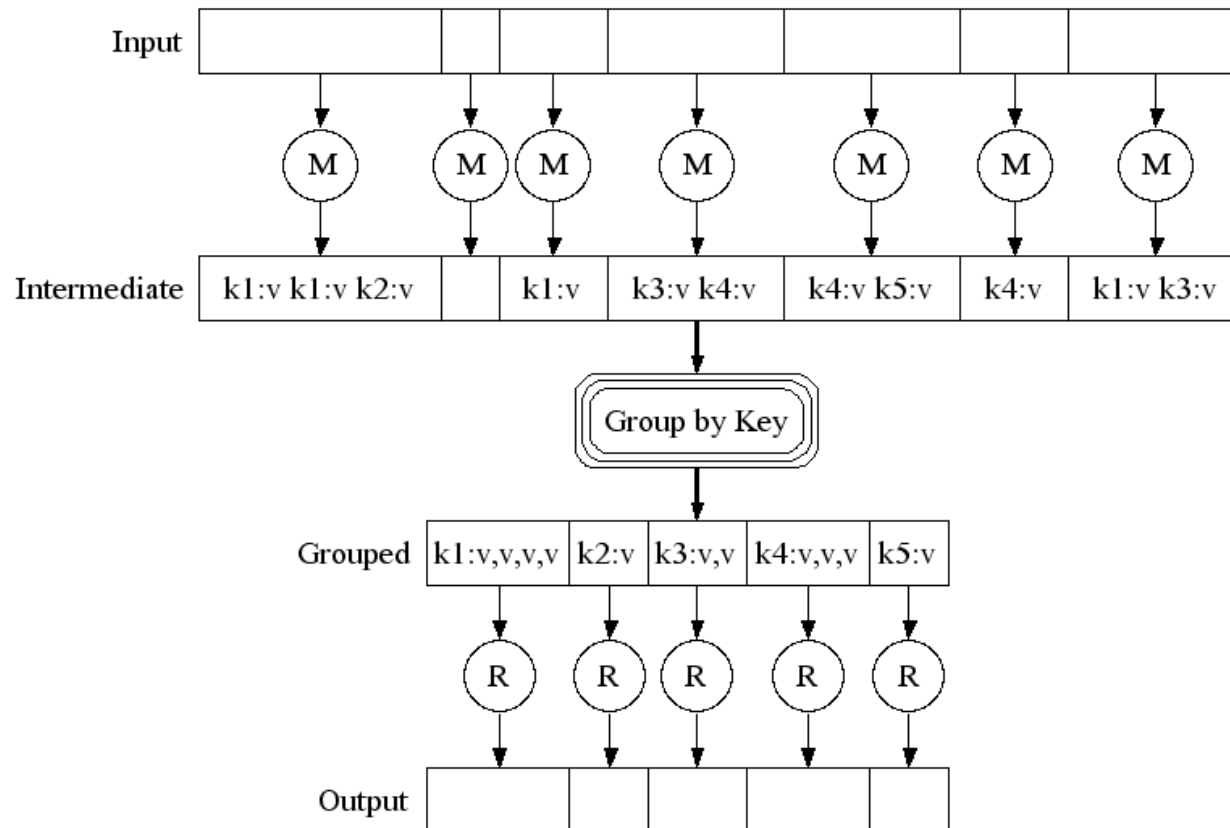 Input
M M M M M M M
Intermediate k1:v k1:v k2:v k1:v k3:v k4:v k4:v k5:v k4:v k1:v k3:v
Group by Key
Grouped k1:v,v,v,v k2:v k3:v,v k4:v,v,v k5:v
R R R R R
Output